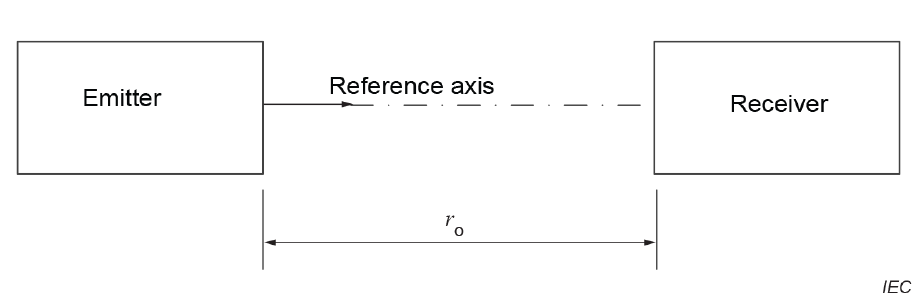 Reference axis
Emitter
Receiver
r₀
IEC